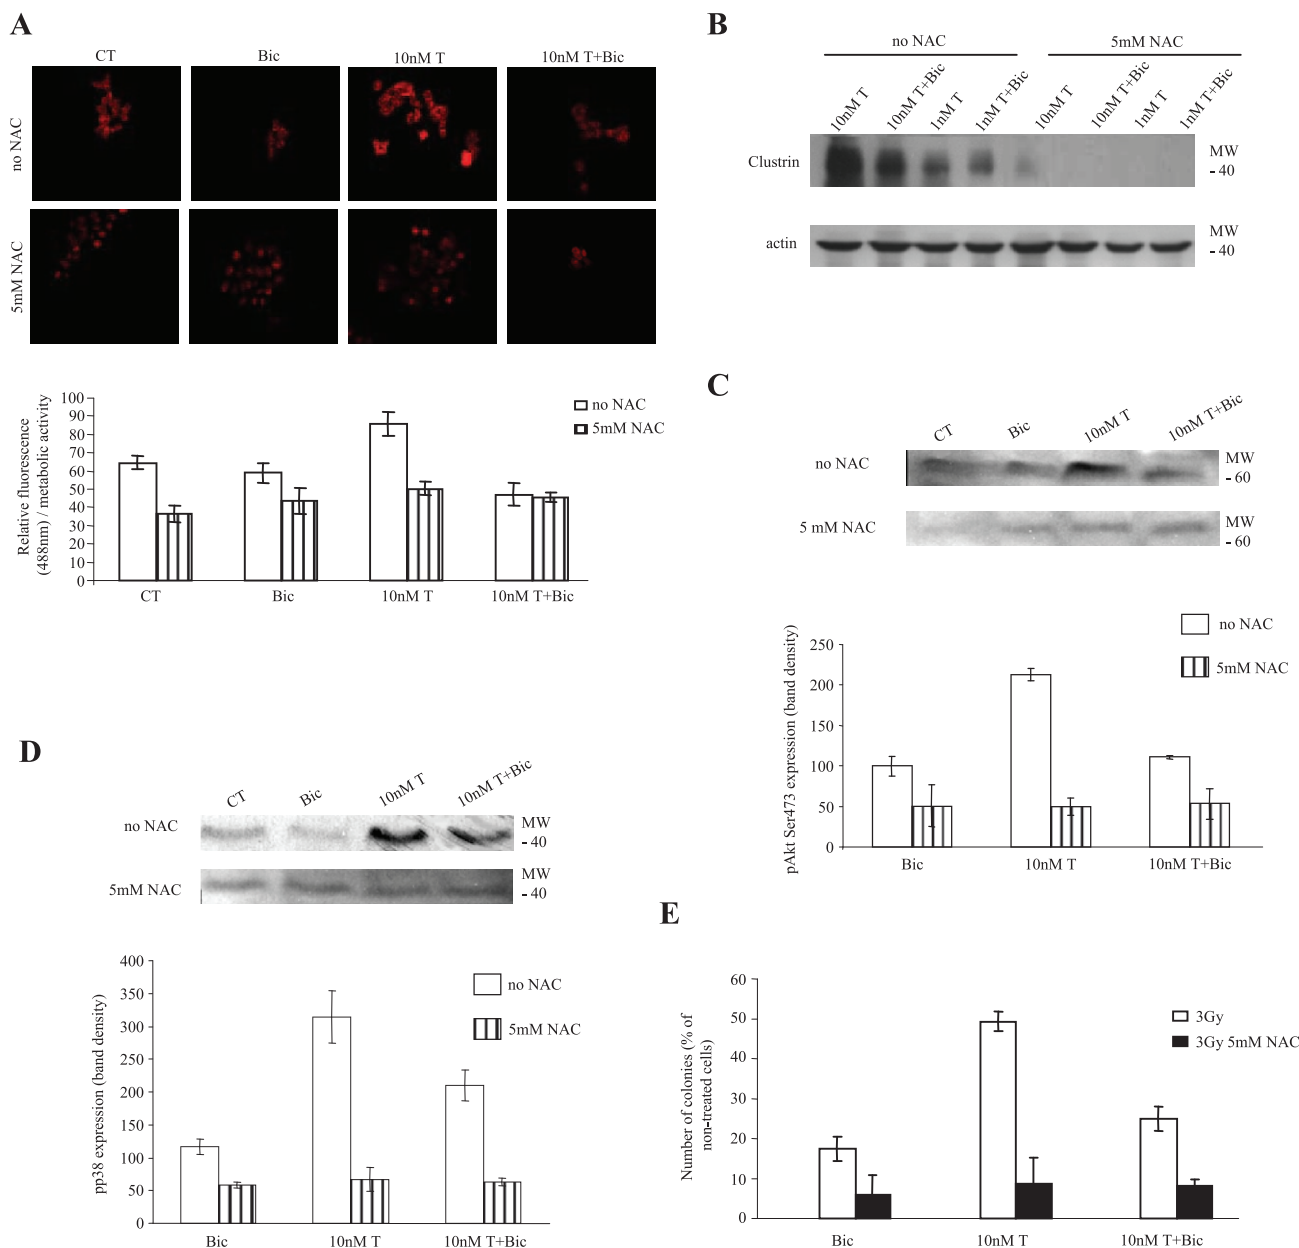 A
CT
Bic
10nM T
10nM T+Bic
no NAC
5mM NAC
Relative fluorescence
(488nm) / metabolic activity
100
90
80
70
60
50
40
30
20
10
0
no NAC
5mM NAC
CT
Bic
10nM T
10nM T+Bic
B
no NAC
5mM NAC
10nM T
10nM T+Bic
1nM T
1nM T+Bic
10nM T
10nM T+Bic
1nM T
1nM T+Bic
Clustrin
MW
- 40
actin
MW
- 40
C
CT
Bic
10nM T
10nM T+Bic
no NAC
MW
- 60
5 mM NAC
MW
- 60
pAkt Ser473 expression (band density)
250
200
150
100
50
0
no NAC
5mM NAC
Bic
10nM T
10nM T+Bic
D
CT
Bic
10nM T
10nM T+Bic
no NAC
MW
- 40
5mM NAC
MW
- 40
pp38 expression (band density)
400
350
300
250
200
150
100
50
0
no NAC
5mM NAC
Bic
10nM T
10nM T+Bic
E
Number of colonies (% of
non-treated cells)
60
50
40
30
20
10
0
3Gy
3Gy 5mM NAC
Bic
10nM T
10nM T+Bic